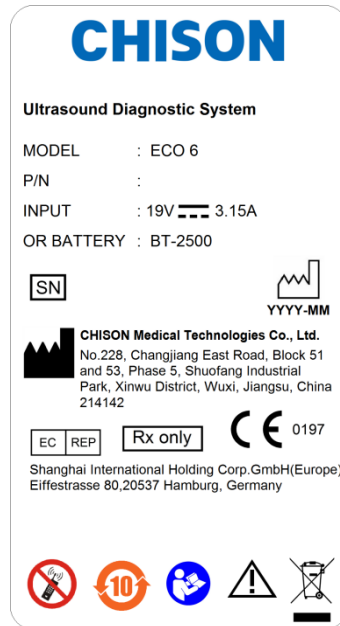 CHISON
Ultrasound Diagnostic System
MODEL : ECO 6
P/N :
INPUT : 19V 3.15A
OR BATTERY : BT-2500
SN
YYYY-MM
CHISON Medical Technologies Co., Ltd.
No.228, Changjiang East Road, Block 51
and 53, Phase 5, Shuofang Industrial
Park, Xinwu District, Wuxi, Jiangsu, China
214142
EC REP Rx only CE 0197
Shanghai International Holding Corp.GmbH(Europe)
Eiffestrasse 80,20537 Hamburg, Germany
10